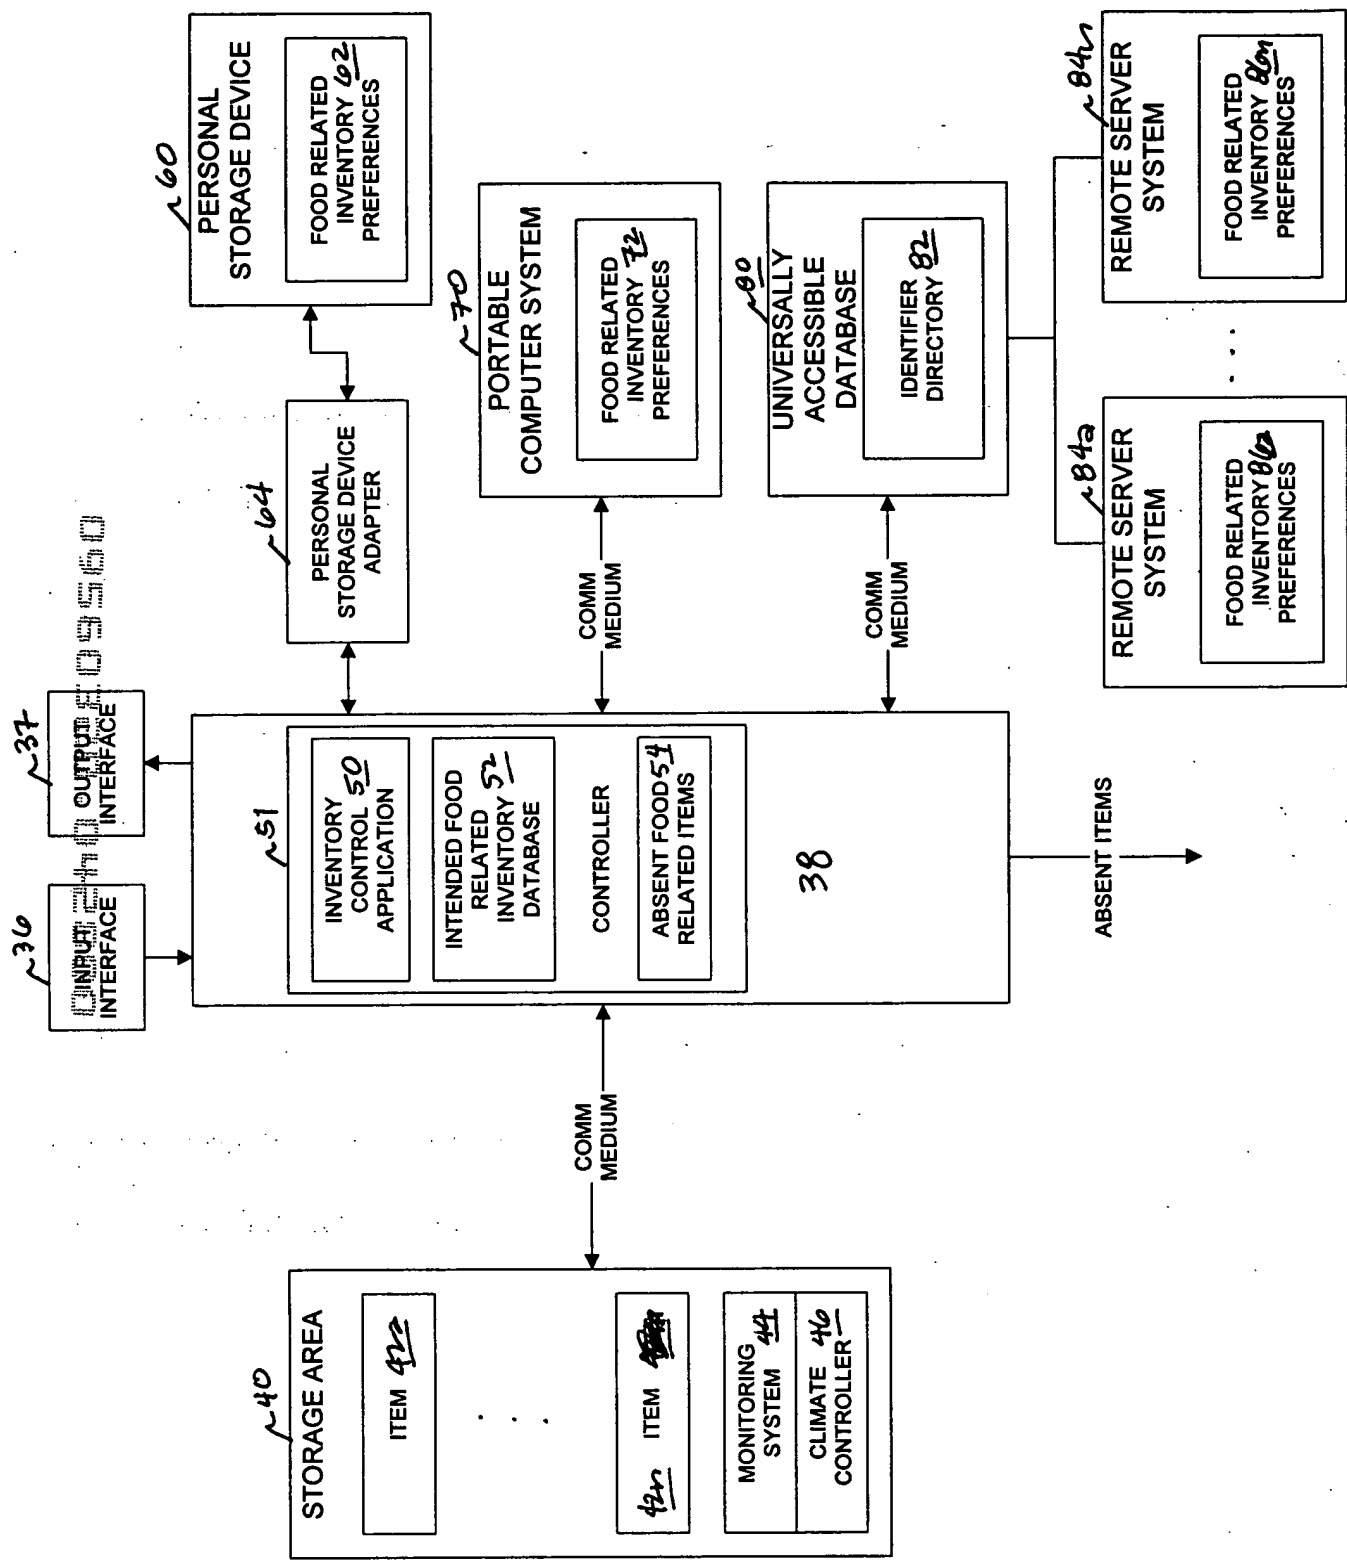 ~36
INPUT
INTERFACE
~37
OUTPUT
INTERFACE
~60
PERSONAL
STORAGE DEVICE
FOOD RELATED
INVENTORY 62
PREFERENCES
~64
PERSONAL
STORAGE DEVICE
ADAPTER
~51
INVENTORY
CONTROL 50
APPLICATION
INTENDED FOOD
RELATED
INVENTORY 52
DATABASE
CONTROLLER
ABSENT FOOD 54
RELATED ITEMS
38
ABSENT ITEMS
~70
PORTABLE
COMPUTER SYSTEM
FOOD RELATED
INVENTORY 72
PREFERENCES
COMM
MEDIUM
~80
UNIVERSALLY
ACCESSIBLE
DATABASE
IDENTIFIER
DIRECTORY 82
COMM
MEDIUM
~84a
REMOTE SERVER
SYSTEM
FOOD RELATED
INVENTORY 86a
PREFERENCES
. . . .
~84n
REMOTE SERVER
SYSTEM
FOOD RELATED
INVENTORY 86n
PREFERENCES
COMM
MEDIUM
~40
STORAGE AREA
ITEM 42a
. . .
42n ITEM
MONITORING
SYSTEM 44
CLIMATE 46
CONTROLLER